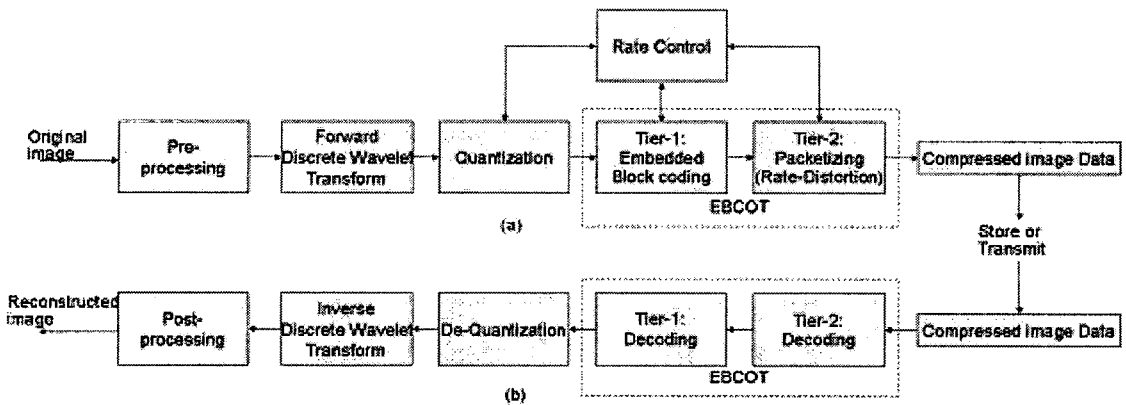 Rate Control
Original
image
Pre-
processing
Forward
Discrete Wavelet
Transform
Quantization
Tier-1:
Embedded
Block coding
Tier-2:
Packetizing
(Rate-Distortion)
Compressed Image Data
EBCOT
(a)
Store or
Transmit
Reconstructed
image
Post-
processing
Inverse
Discrete Wavelet
Transform
De-Quantization
Tier-1:
Decoding
Tier-2:
Decoding
Compressed Image Data
EBCOT
(b)